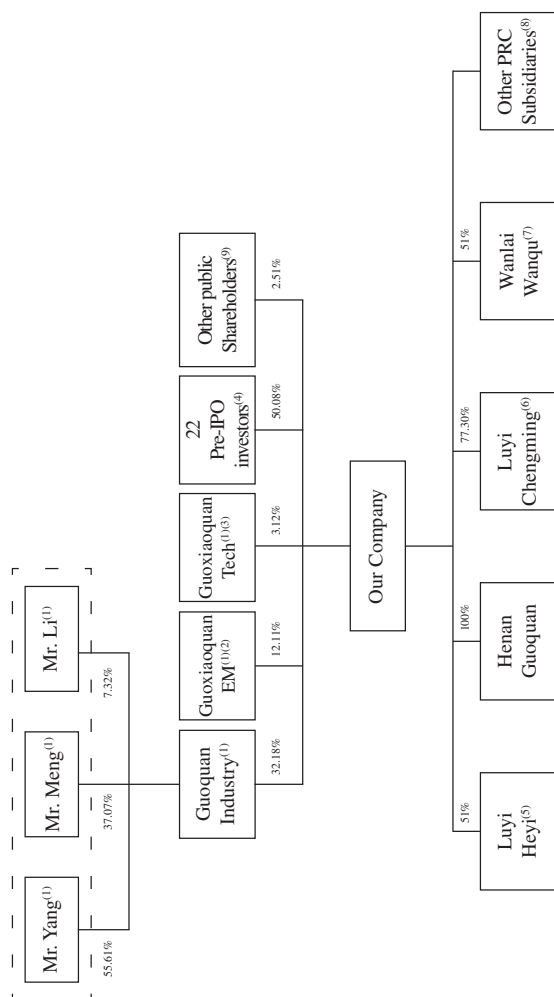 Mr. Yang(1)
Mr. Meng(1)
Mr. Li(1)
55.61%
37.07%
7.32%
Guoquan
Industry(1)
Guoxiaoquan
EM(1)(2)
Guoxiaoquan
Tech(1)(3)
22
Pre-IPO
investors(4)
Other public
Shareholders(9)
32.18%
12.11%
3.12%
50.08%
2.51%
Our Company
51%
100%
77.30%
51%
Luyi
Heyi(5)
Henan
Guoquan
Luyi
Chengming(6)
Wanlai
Wanqu(7)
Other PRC
Subsidiaries(8)